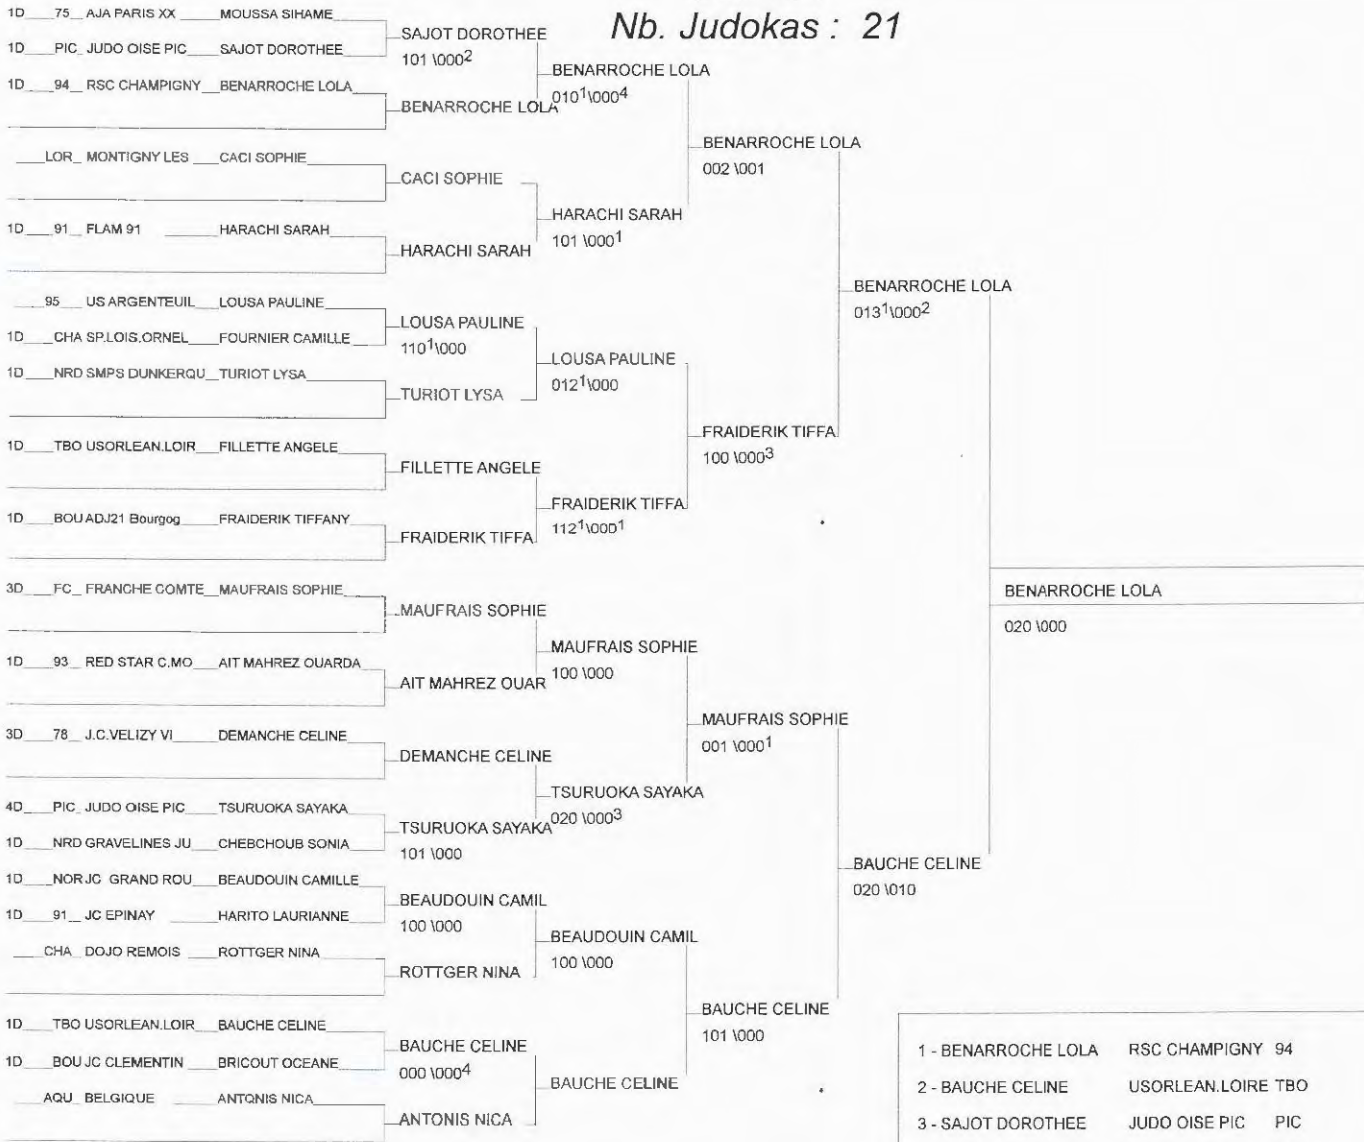 Nb. Judokas : 21
1D 75 AJA PARIS XX MOUSSA SIHAME
1D PIC JUDO OISE PIC SAJOT DOROTHEE
1D 94 RSC CHAMPIGNY BENARROCHE LOLA
LOR MONTIGNY LES CACI SOPHIE
1D 91 FLAM 91 HARACHI SARAH
95 US ARGENTEUIL LOUSA PAULINE
1D CHA SP.LOIS.ORNEL FOURNIER CAMILLE
1D NRD SMPS DUNKERQU TURIOT LYSA
1D TBO USORLEAN.LOIR FILLETTE ANGELE
1D BOU ADJ21 Bourgog FRAIDERIK TIFFANY
3D FC FRANCHE COMTE MAUFRAIS SOPHIE
1D 93 RED STAR C.MO AIT MAHREZ OUARDA
3D 78 J.C.VELIZY VI DEMANCHE CELINE
4D PIC JUDO OISE PIC TSURUOKA SAYAKA
1D NRD GRAVELINES JU CHEBCHOUB SONIA
1D NOR JC GRAND ROU BEAUDOUIN CAMILLE
1D 91 JC EPINAY HARITO LAURIANNE
CHA DOJO REMOIS ROTTGER NINA
1D TBO USORLEAN.LOIR BAUCHE CELINE
1D BOU JC CLEMENTIN BRICOUT OCEANE
AQU BELGIQUE ANTONIS NICA
SAJOT DOROTHEE
101 \000²
BENARROCHE LOLA
CACI SOPHIE
HARACHI SARAH
LOUSA PAULINE
110¹\000
TURIOT LYSA
FILLETTE ANGELE
FRAIDERIK TIFFA
MAUFRAIS SOPHIE
AIT MAHREZ OUAR
DEMANCHE CELINE
TSURUOKA SAYAKA
101 \000
BEAUDOUIN CAMIL
100 \000
ROTTGER NINA
BAUCHE CELINE
000 \000⁴
ANTONIS NICA
BENARROCHE LOLA
010¹\000⁴
HARACHI SARAH
101 \000¹
LOUSA PAULINE
012¹\000
FRAIDERIK TIFFA
112¹\000¹
MAUFRAIS SOPHIE
100 \000
TSURUOKA SAYAKA
020 \000³
BEAUDOUIN CAMIL
100 \000
BAUCHE CELINE
BENARROCHE LOLA
002 \001
FRAIDERIK TIFFA
100 \000³
MAUFRAIS SOPHIE
001 \000¹
BAUCHE CELINE
101 \000
BENARROCHE LOLA
013¹\000²
BAUCHE CELINE
020 \010
BENARROCHE LOLA
020 \000
1 - BENARROCHE LOLA RSC CHAMPIGNY 94
2 - BAUCHE CELINE USORLEAN.LOIRE TBO
3 - SAJOT DOROTHEE JUDO OISE PIC PIC